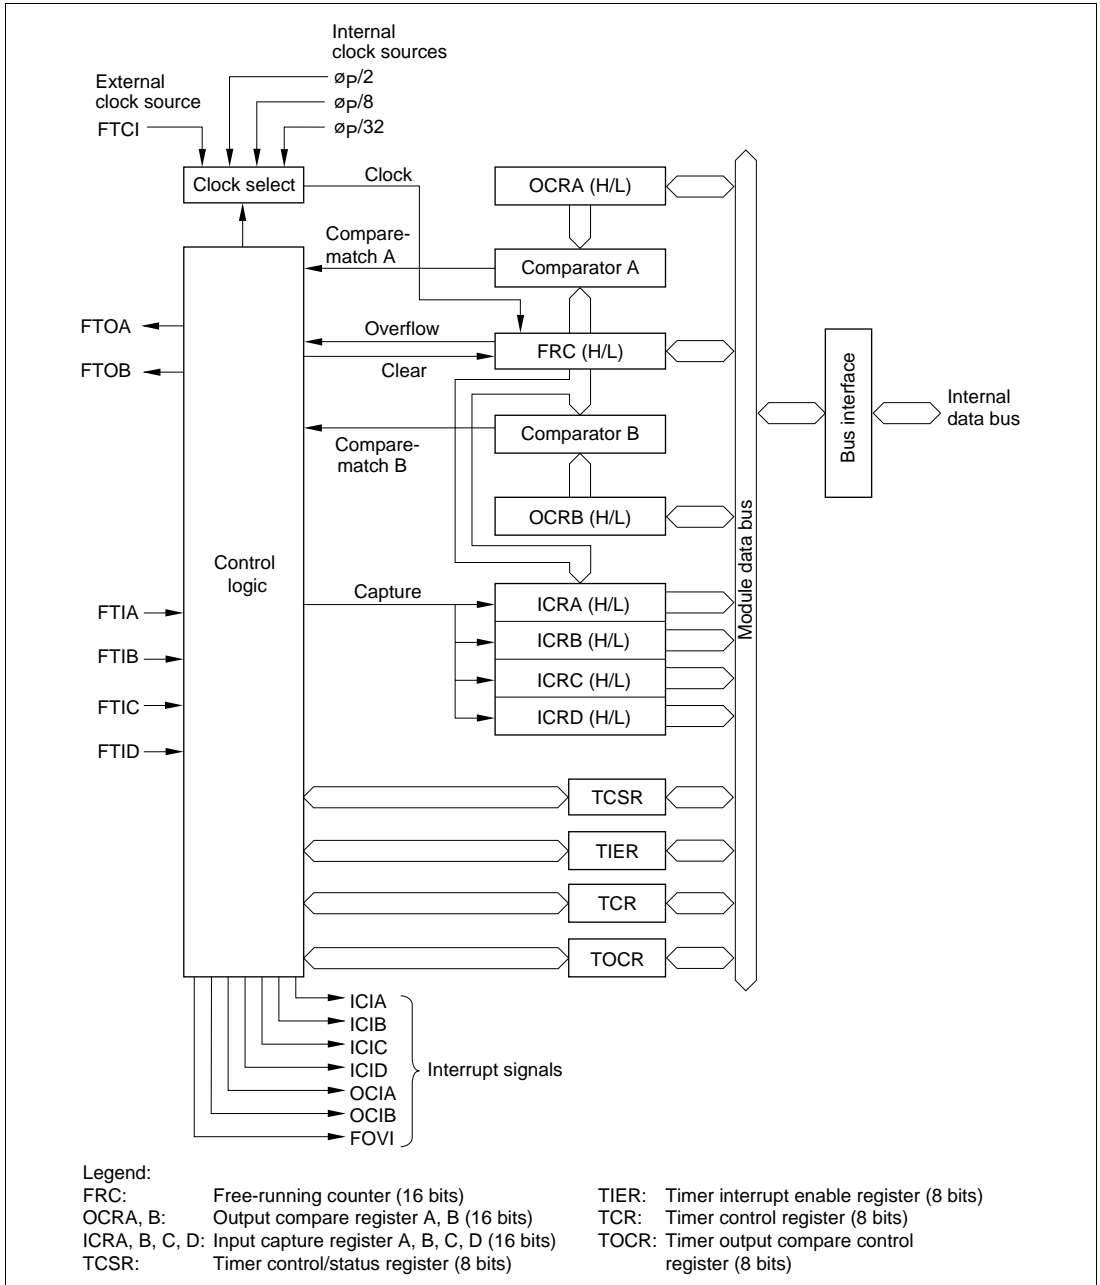 Internal
clock sources
External
clock source
øP/2
øP/8
FTCI
øP/32
Clock select
Clock
OCRA (H/L)
Compare-
match A
Comparator A
FTOA
Overflow
FRC (H/L)
FTOB
Clear
Internal
data bus
Bus interface
Compare-
match B
Comparator B
OCRB (H/L)
Module data bus
Control
logic
FTIA
Capture
ICRA (H/L)
FTIB
ICRB (H/L)
FTIC
ICRC (H/L)
FTID
ICRD (H/L)
TCSR
TIER
TCR
TOCR
ICIA
ICIB
ICIC
ICID
OCIA
OCIB
FOVI
Interrupt signals
Legend:
FRC: Free-running counter (16 bits)
OCRA, B: Output compare register A, B (16 bits)
ICRA, B, C, D: Input capture register A, B, C, D (16 bits)
TCSR: Timer control/status register (8 bits)
TIER: Timer interrupt enable register (8 bits)
TCR: Timer control register (8 bits)
TOCR: Timer output compare control
register (8 bits)